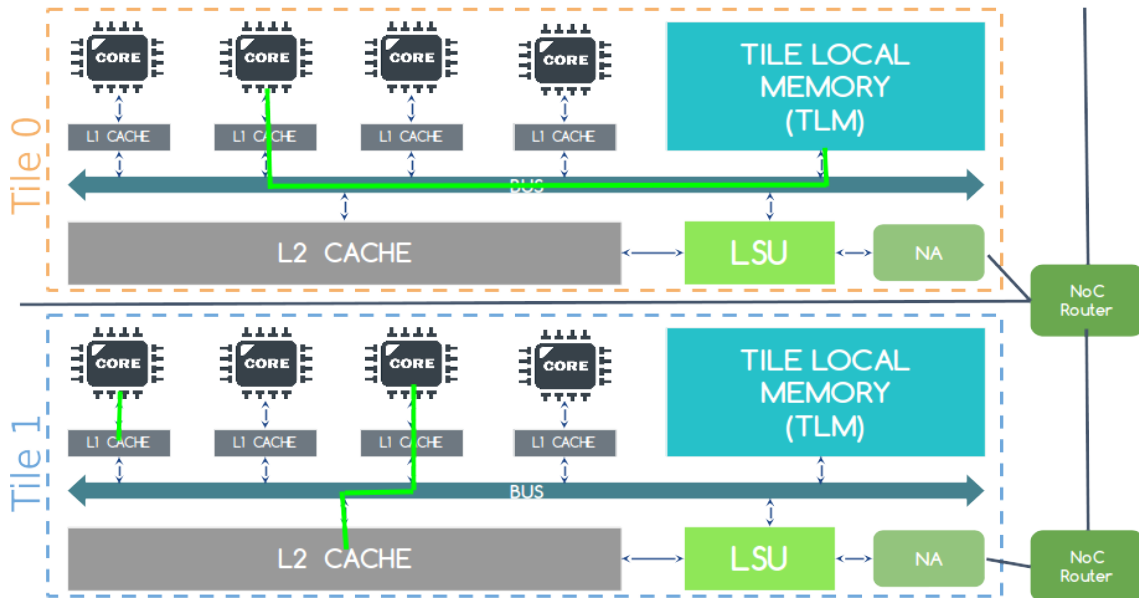 Tile 0
CORE
CORE
CORE
CORE
TILE LOCAL
MEMORY
(TLM)
L1 CACHE
L1 CACHE
L1 CACHE
L1 CACHE
BUS
L2 CACHE
LSU
NA
NoC
Router
Tile 1
CORE
CORE
CORE
CORE
TILE LOCAL
MEMORY
(TLM)
L1 CACHE
L1 CACHE
L1 CACHE
L1 CACHE
BUS
L2 CACHE
LSU
NA
NoC
Router